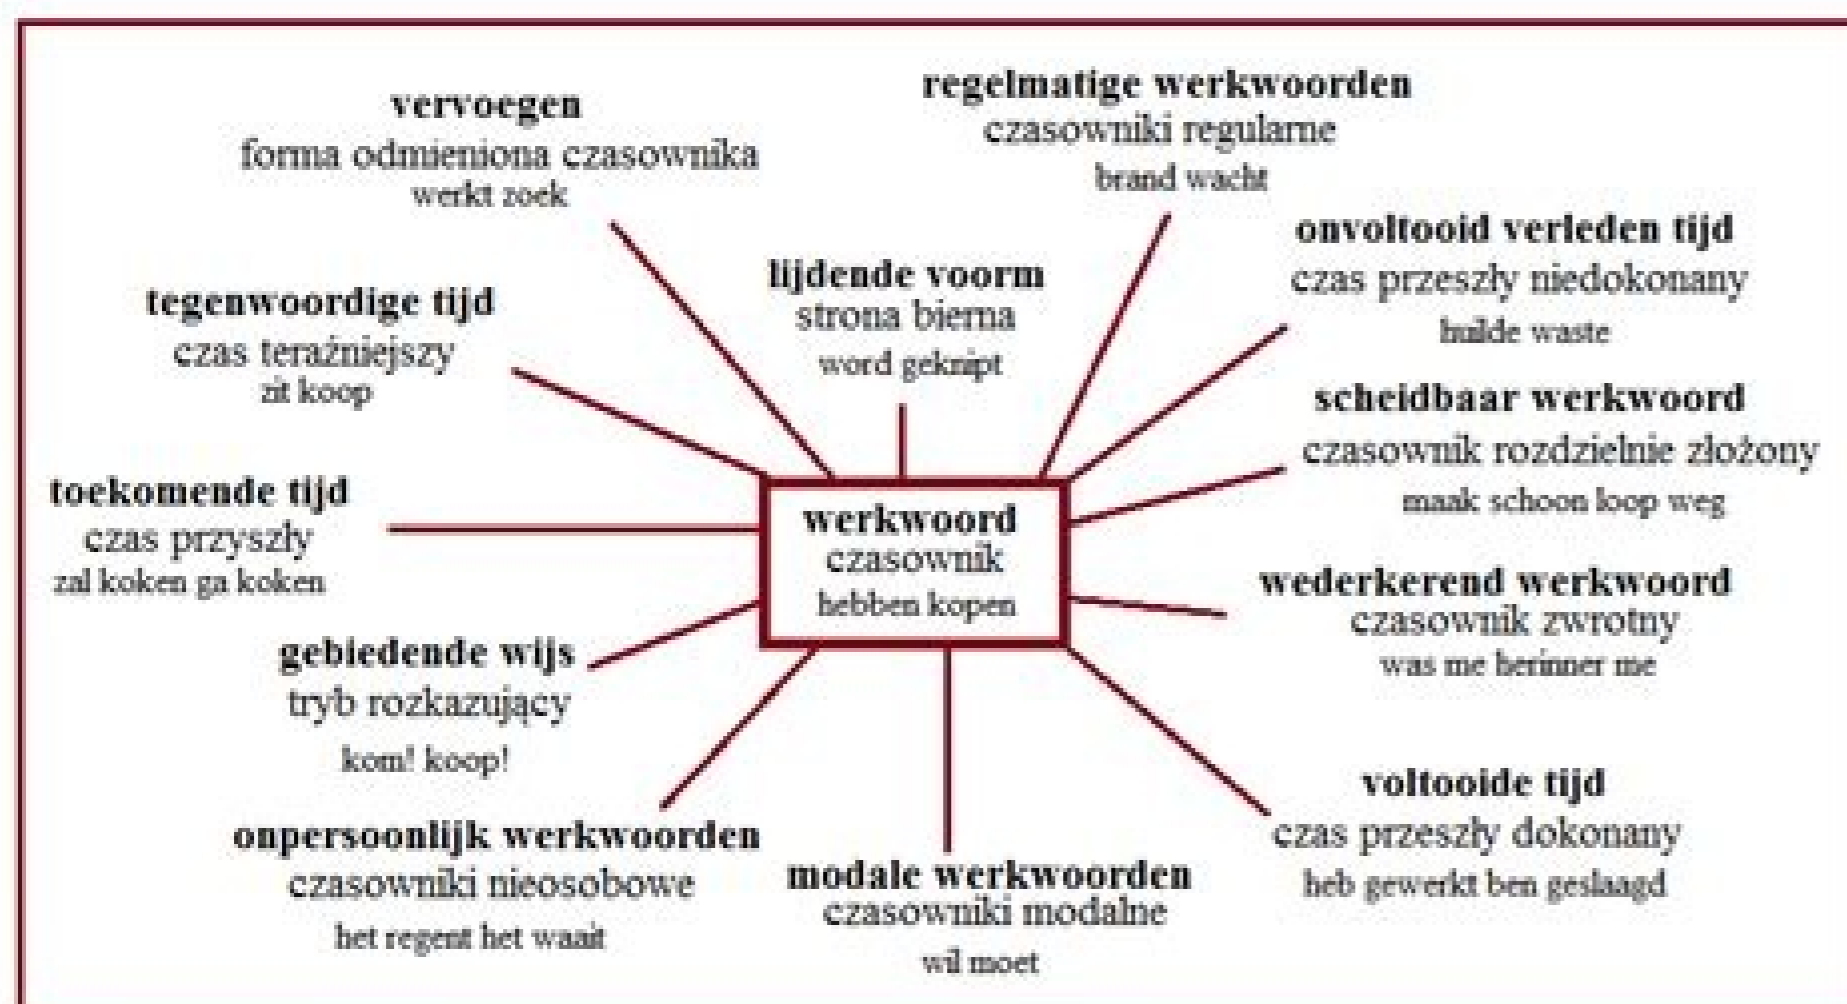 vervoegen
forma odmieniona czasownika
werkt zoek
regelmatige werkwoorden
czasowniki regularne
brand wacht
lijdende voorm
strona bierna
word geknipt
onvoltooid verleden tijd
czas przeszły niedokonany
huilde waste
tegenwoordige tijd
czas teraźniejszy
zit koop
scheidbaar werkwoord
czasownik rozdzielnie złożony
maak schoon loop weg
toekomende tijd
czas przyszły
zal koken ga koken
werkwoord
czasownik
hebben kopen
wederkerend werkwoord
czasownik zwrotny
was me herinner me
gebiedende wijs
tryb rozkazujący
kom! koop!
voltooide tijd
czas przeszły dokonany
heb gewerkt ben geslaagd
onpersoonlijk werkwoorden
czasowniki nieosobowe
het regent het waait
modale werkwoorden
czasowniki modalne
wil moet